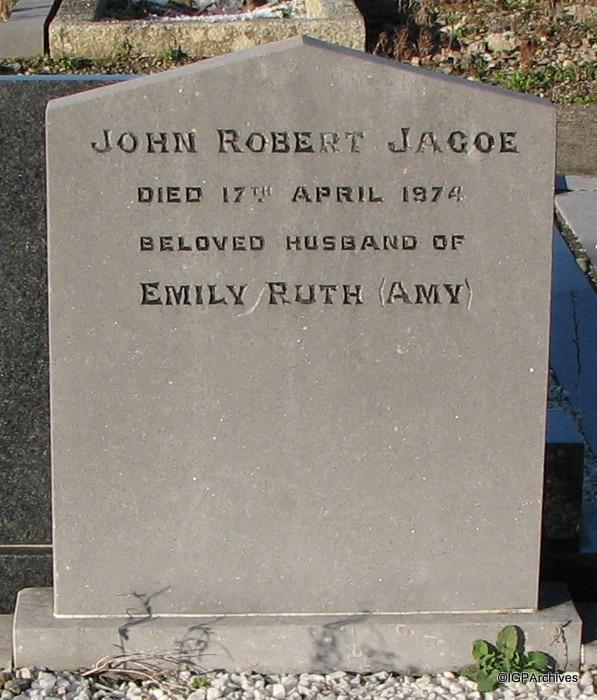 JOHN ROBERT JAGOE
DIED 17TH APRIL 1974
BELOVED HUSBAND OF
EMILY RUTH (AMY)
©IGPArchives